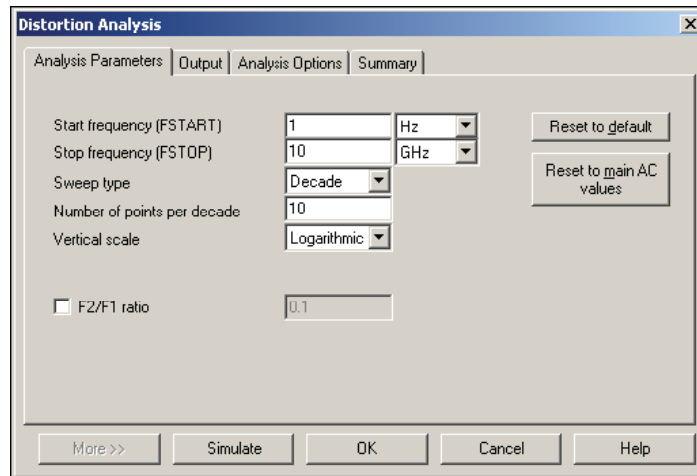 Distortion Analysis
Analysis Parameters Output Analysis Options Summary
Start frequency (FSTART) 1 Hz Reset to default
Stop frequency (FSTOP) 10 GHz
Sweep type Decade Reset to main AC values
Number of points per decade 10
Vertical scale Logarithmic
F2/F1 ratio 0.1
More >> Simulate OK Cancel Help